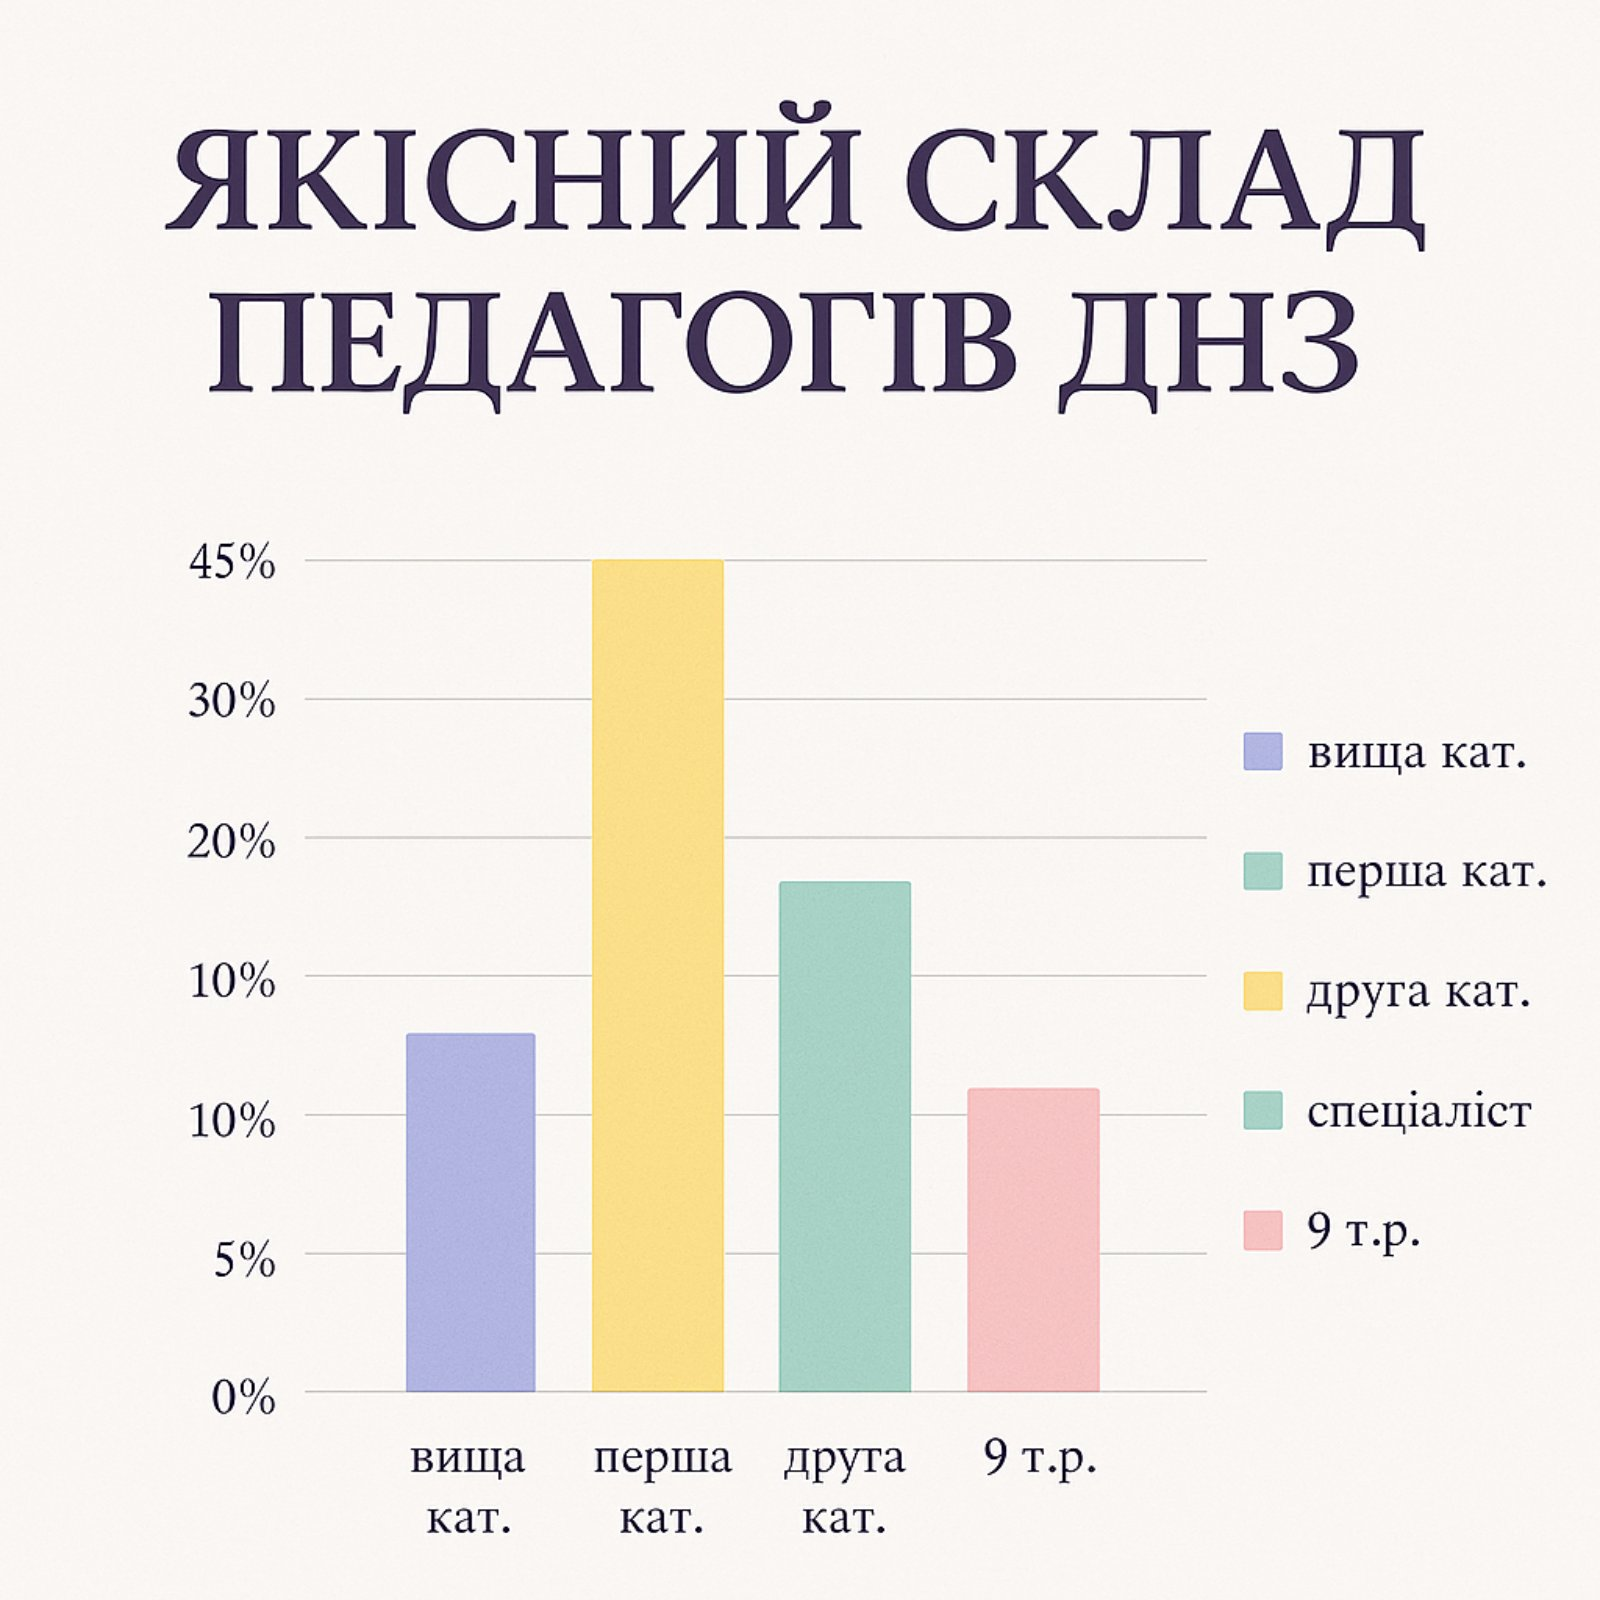 ЯКІСНИЙ СКЛАД
ПЕДАГОГІВ ДНЗ
45%
30%
20%
10%
10%
5%
0%
вища кат.
перша кат.
друга кат.
9 т.р.
вища кат.
перша кат.
друга кат.
спеціаліст
9 т.р.